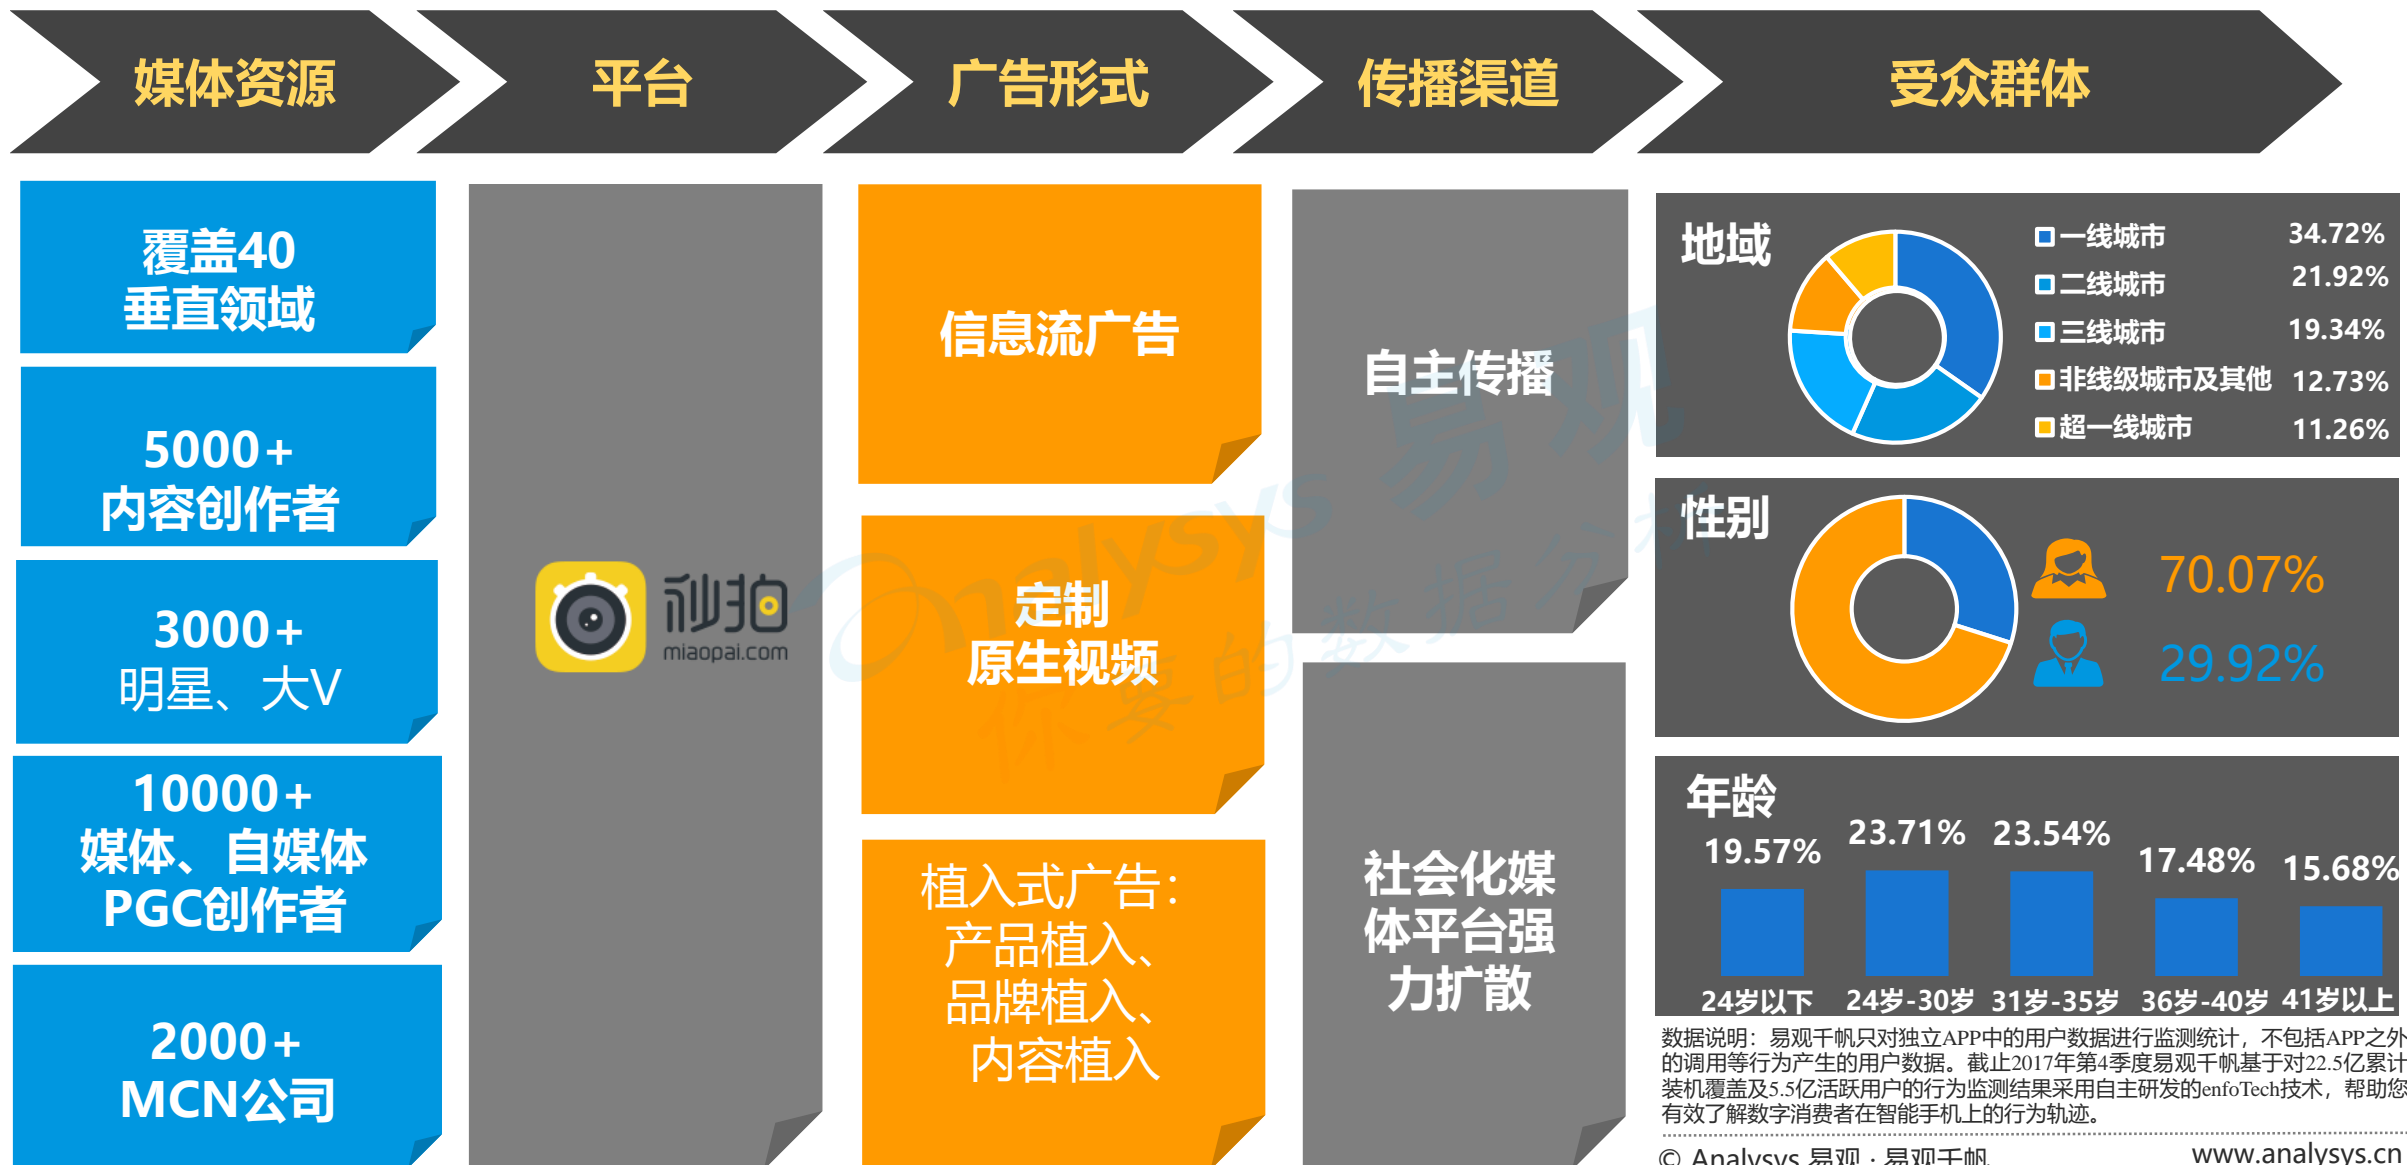 媒体资源
平台
广告形式
传播渠道
受众群体
覆盖40
垂直领域
5000+
内容创作者
3000+
明星、大V
10000+
媒体、自媒体
PGC创作者
2000+
MCN公司
秒拍
miaopai.com
信息流广告
定制
原生视频
植入式广告：
产品植入、
品牌植入、
内容植入
自主传播
社会化媒
体平台强
力扩散
地域
一线城市 34.72%
二线城市 21.92%
三线城市 19.34%
非线级城市及其他 12.73%
超一线城市 11.26%
性别
70.07%
29.92%
年龄
19.57% 23.71% 23.54% 17.48% 15.68%
24岁以下 24岁-30岁 31岁-35岁 36岁-40岁 41岁以上
数据说明：易观千帆只对独立APP中的用户数据进行监测统计，不包括APP之外
的调用等行为产生的用户数据。截止2017年第4季度易观千帆基于对22.5亿累计
装机覆盖及5.5亿活跃用户的行为监测结果采用自主研发的enfoTech技术，帮助您
有效了解数字消费者在智能手机上的行为轨迹。
© Analysys 易观 · 易观千帆
www.analysys.cn
Analysys 易观
你要的数据分析